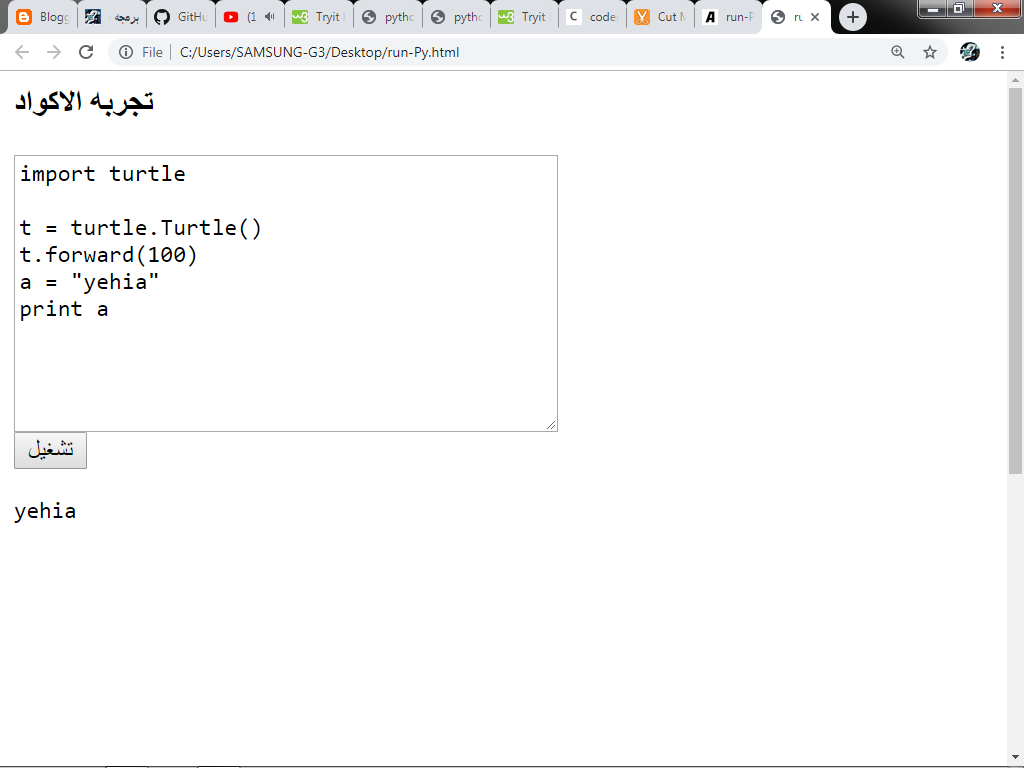 Blogg
برمجه
GitHu
(1
Tryit
pytho
pytho
Tryit
code
Cut M
run-P
ru
File
C:/Users/SAMSUNG-G3/Desktop/run-Py.html
تجربه الاكواد
import turtle
t = turtle.Turtle()
t.forward(100)
a = "yehia"
print a
تشغيل
yehia